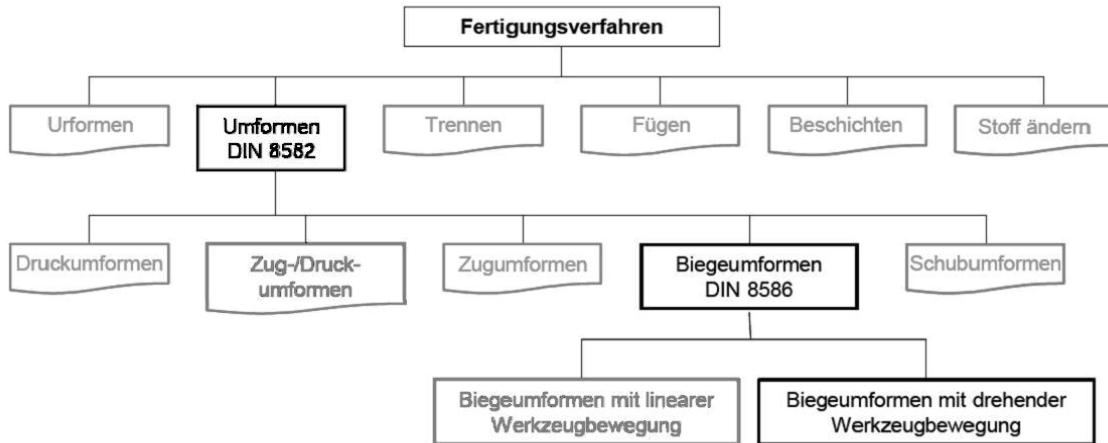 Fertigungsverfahren
Urformen
Umformen
DIN 8582
Trennen
Fügen
Beschichten
Stoff ändern
Druckumformen
Zug-/Druck-
umformen
Zugumformen
Biegeumformen
DIN 8586
Schubumformen
Biegeumformen mit linearer
Werkzeugbewegung
Biegeumformen mit drehender
Werkzeugbewegung